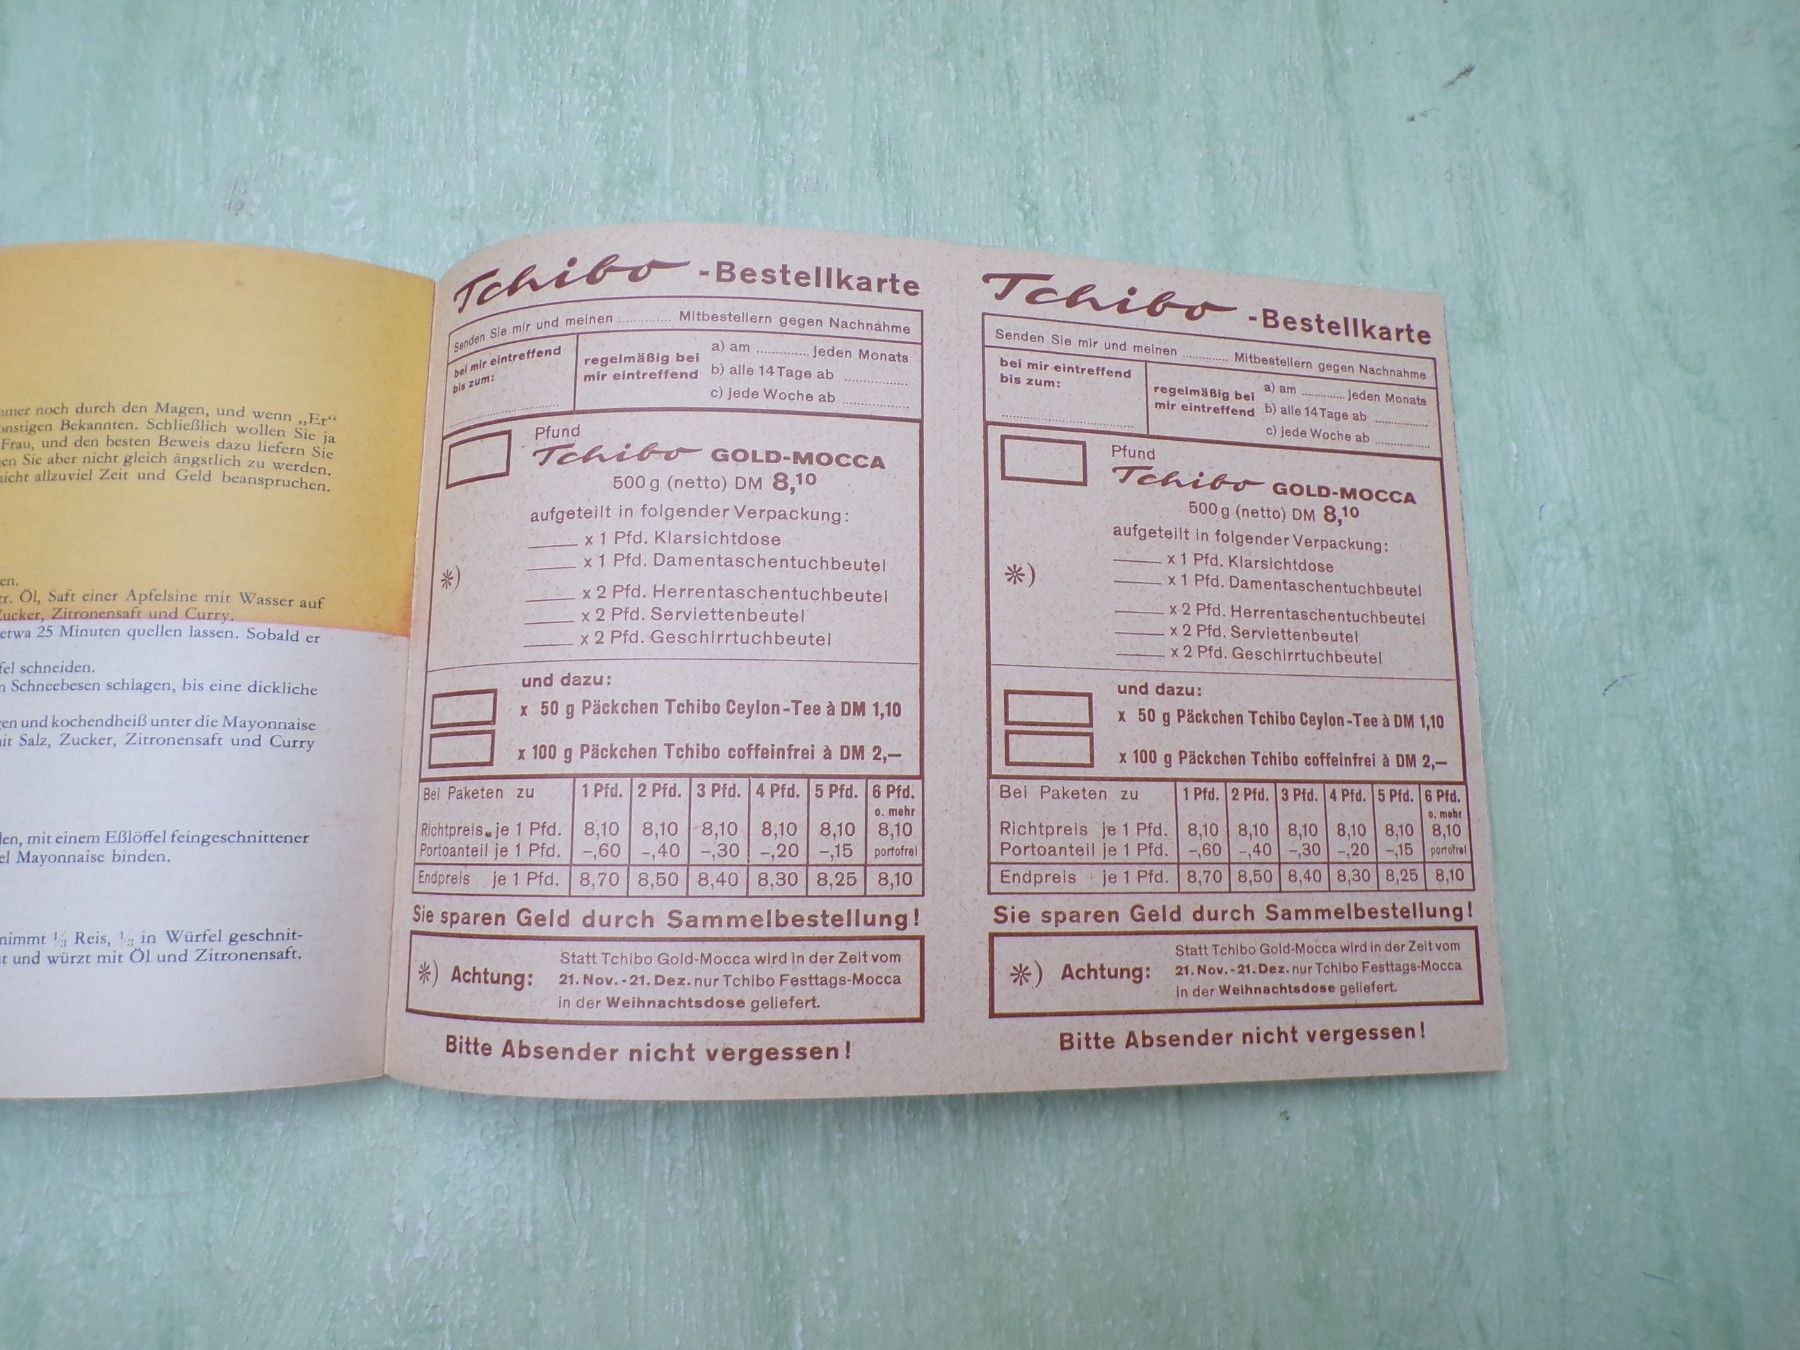 mmer noch durch den Magen, und wenn „Er“
onstigen Bekannten. Schließlich wollen Sie ja
Frau, und den besten Beweis dazu liefern Sie
en Sie aber nicht gleich ängstlich zu werden.
nicht allzuviel Zeit und Geld beanspruchen.
en.
tr. Öl, Saft einer Apfelsine mit Wasser auf
Zucker, Zitronensaft und Curry.
etwa 25 Minuten quellen lassen. Sobald er
fel schneiden.
n Schneebesen schlagen, bis eine dickliche
en und kochendheiß unter die Mayonnaise
it Salz, Zucker, Zitronensaft und Curry
den, mit einem Eßlöffel feingeschnittener
el Mayonnaise binden.
nimmt 1/3 Reis, 1/3 in Würfel geschnit-
t und würzt mit Öl und Zitronensaft.
Tchibo -Bestellkarte
Senden Sie mir und meinen ............ Mitbestellern gegen Nachnahme
bei mir eintreffend
bis zum:
regelmäßig bei
mir eintreffend
a) am ............ jeden Monats
b) alle 14 Tage ab ............
c) jede Woche ab ............
Pfund
Tchibo GOLD-MOCCA
500 g (netto) DM 8,10
aufgeteilt in folgender Verpackung:
____ x 1 Pfd. Klarsichtdose
____ x 1 Pfd. Damentaschentuchbeutel
*)
____ x 2 Pfd. Herrentaschentuchbeutel
____ x 2 Pfd. Serviettenbeutel
____ x 2 Pfd. Geschirrtuchbeutel
und dazu:
x 50 g Päckchen Tchibo Ceylon-Tee à DM 1,10
x 100 g Päckchen Tchibo coffeinfrei à DM 2,—
Bei Paketen zu 1 Pfd. 2 Pfd. 3 Pfd. 4 Pfd. 5 Pfd. 6 Pfd.
o. mehr
Richtpreis je 1 Pfd. 8,10 8,10 8,10 8,10 8,10 8,10
Portoanteil je 1 Pfd. –,60 –,40 –,30 –,20 –,15 portofrei
Endpreis je 1 Pfd. 8,70 8,50 8,40 8,30 8,25 8,10
Sie sparen Geld durch Sammelbestellung!
*) Achtung:
Statt Tchibo Gold-Mocca wird in der Zeit vom
21. Nov. - 21. Dez. nur Tchibo Festtags-Mocca
in der Weihnachtsdose geliefert.
Bitte Absender nicht vergessen!
Tchibo -Bestellkarte
Senden Sie mir und meinen ............ Mitbestellern gegen Nachnahme
bei mir eintreffend
bis zum:
regelmäßig bei
mir eintreffend
a) am ............ jeden Monats
b) alle 14 Tage ab ............
c) jede Woche ab ............
Pfund
Tchibo GOLD-MOCCA
500 g (netto) DM 8,10
aufgeteilt in folgender Verpackung:
____ x 1 Pfd. Klarsichtdose
____ x 1 Pfd. Damentaschentuchbeutel
*)
____ x 2 Pfd. Herrentaschentuchbeutel
____ x 2 Pfd. Serviettenbeutel
____ x 2 Pfd. Geschirrtuchbeutel
und dazu:
x 50 g Päckchen Tchibo Ceylon-Tee à DM 1,10
x 100 g Päckchen Tchibo coffeinfrei à DM 2,—
Bei Paketen zu 1 Pfd. 2 Pfd. 3 Pfd. 4 Pfd. 5 Pfd. 6 Pfd.
o. mehr
Richtpreis je 1 Pfd. 8,10 8,10 8,10 8,10 8,10 8,10
Portoanteil je 1 Pfd. –,60 –,40 –,30 –,20 –,15 portofrei
Endpreis je 1 Pfd. 8,70 8,50 8,40 8,30 8,25 8,10
Sie sparen Geld durch Sammelbestellung!
*) Achtung:
Statt Tchibo Gold-Mocca wird in der Zeit vom
21. Nov. - 21. Dez. nur Tchibo Festtags-Mocca
in der Weihnachtsdose geliefert.
Bitte Absender nicht vergessen!